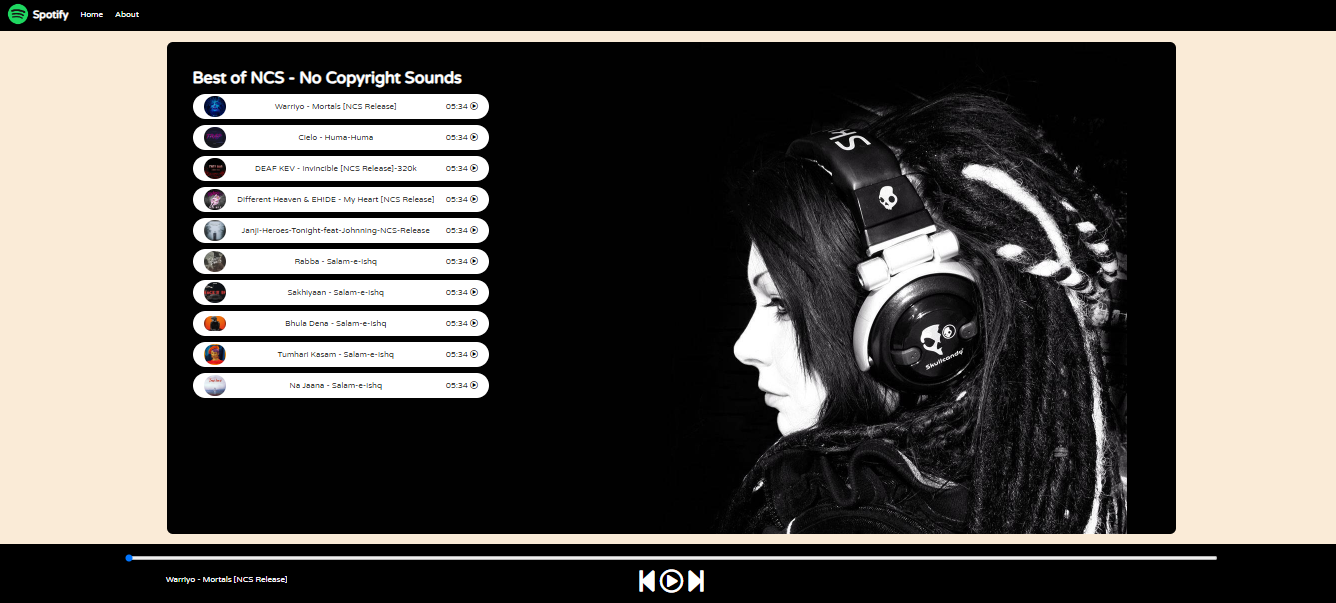 Spotify Home About
Best of NCS - No Copyright Sounds
Warriyo - Mortals [NCS Release] 05:34
Cielo - Huma-Huma 05:34
DEAF KEV - Invincible [NCS Release]-320k 05:34
Different Heaven & EH!DE - My Heart [NCS Release] 05:34
Janji-Heroes-Tonight-feat-Johnning-NCS-Release 05:34
Rabba - Salam-e-Ishq 05:34
Sakhiyaan - Salam-e-Ishq 05:34
Bhula Dena - Salam-e-Ishq 05:34
Tumhari Kasam - Salam-e-Ishq 05:34
Na Jaana - Salam-e-Ishq 05:34
Skullcandy
Warriyo - Mortals [NCS Release]